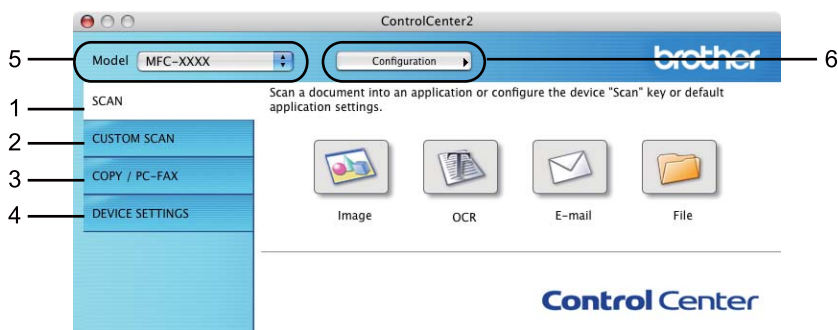 ControlCenter2
5 Model MFC-XXXX Configuration 6
brother
1 SCAN
Scan a document into an application or configure the device "Scan" key or default
application settings.
2 CUSTOM SCAN
3 COPY / PC-FAX
4 DEVICE SETTINGS
Image OCR E-mail File
Control Center